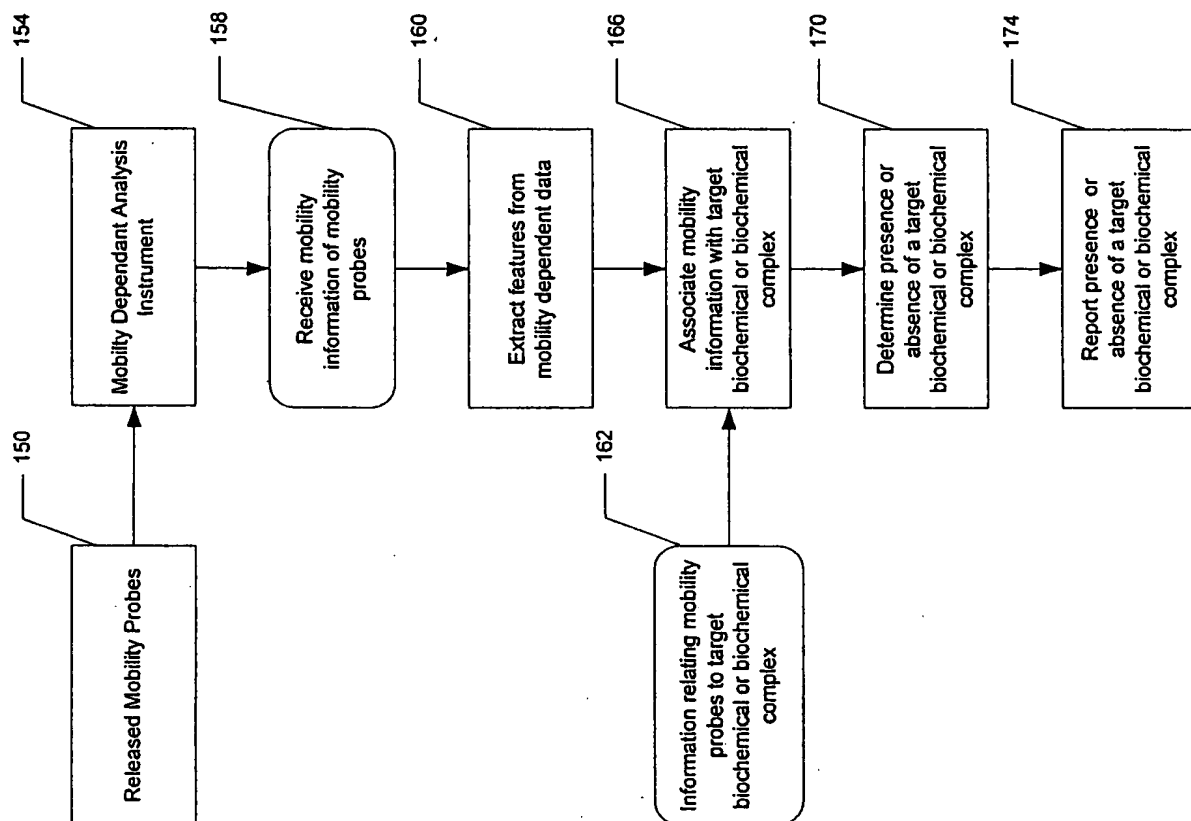 150
Released Mobility Probes
154
Mobilty Dependant Analysis
Instrument
158
Receive mobility
information of mobility
probes
160
Extract features from
mobility dependent data
162
Information relating mobility
probes to target
biochemical or biochemical
complex
166
Associate mobility
information with target
biochemical or biochemical
complex
170
Determine presence or
absence of a target
biochemical or biochemical
complex
174
Report presence or
absence of a target
biochemical or biochemical
complex